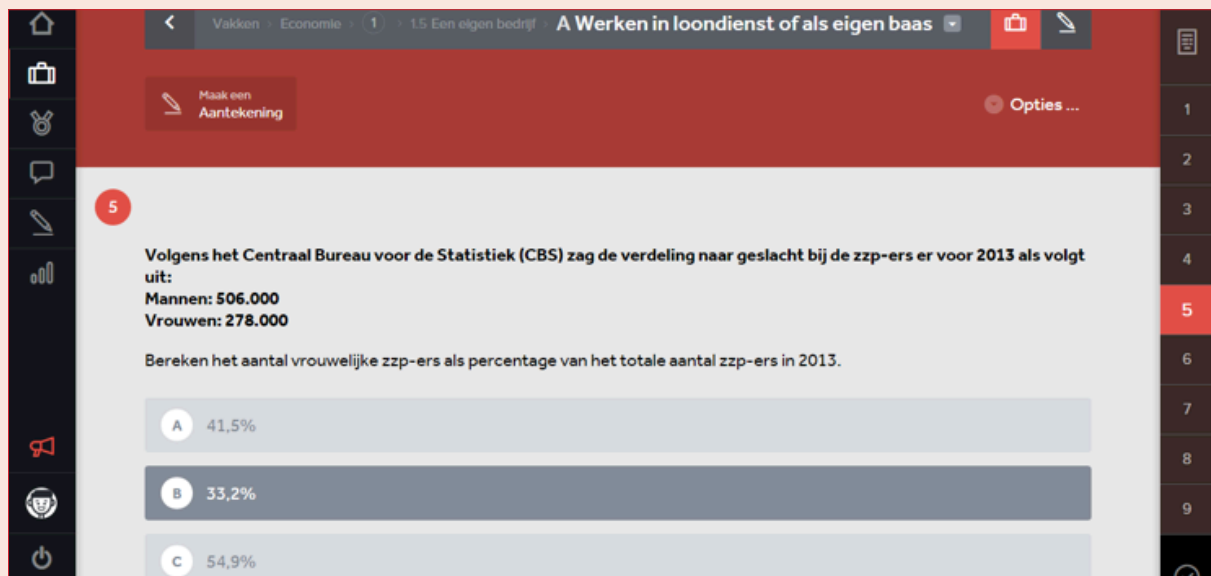 Vakken › Economie › 1 › 1.5 Een eigen bedrijf › A Werken in loondienst of als eigen baas
Maak een
Aantekening
Opties ...
5
Volgens het Centraal Bureau voor de Statistiek (CBS) zag de verdeling naar geslacht bij de zzp-ers er voor 2013 als volgt
uit:
Mannen: 506.000
Vrouwen: 278.000
Bereken het aantal vrouwelijke zzp-ers als percentage van het totale aantal zzp-ers in 2013.
A 41,5%
B 33,2%
C 54,9%
1
2
3
4
5
6
7
8
9